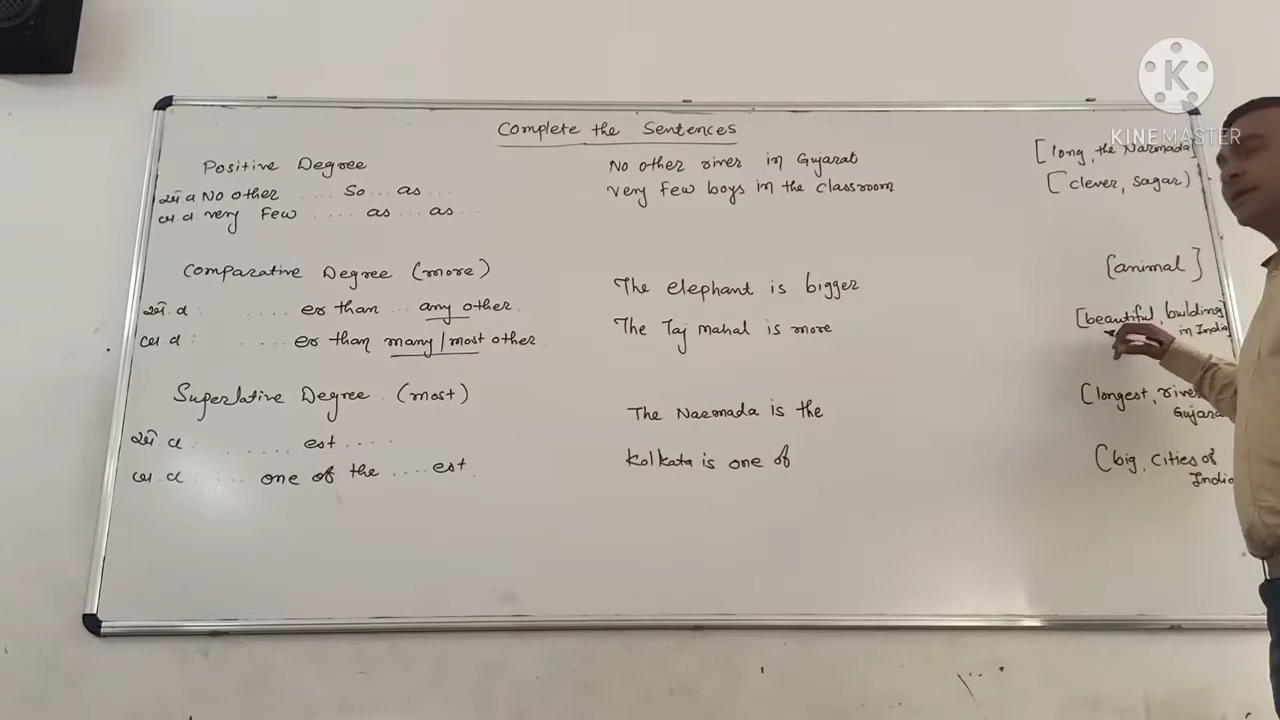 KINEMASTER
Complete the Sentences
Positive Degree
એ.વ No other .... So ... as ...
બ.વ. very Few .... as ... as ...
Comparative Degree (more)
એ.વ : .... er than ... any other.
બ.વ : .... er than many / most other
Superlative Degree (most)
એ.વ : .... est ....
બ.વ .... one of the .... est
No other river in Gujarat [long, the Narmada
Very Few boys in the classroom [clever, Sagar)
The elephant is bigger [animal]
The Taj Mahal is more [beautiful, building]
in India
The Narmada is the [longest, river
Kolkata is one of (big, cities of
India